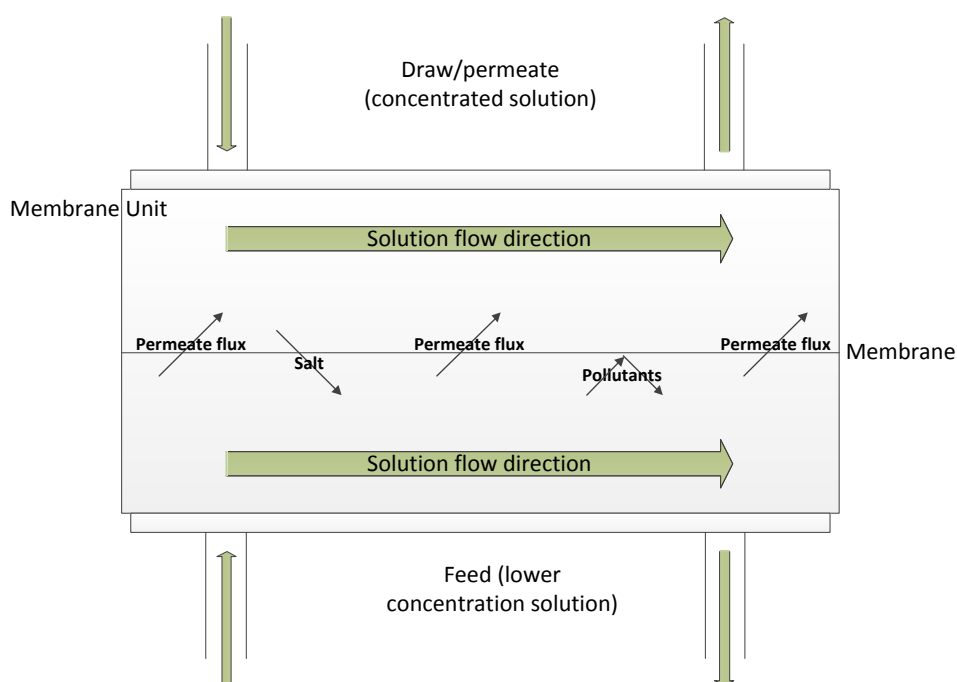 Draw/permeate
(concentrated solution)
Membrane Unit
Solution flow direction
Permeate flux
Permeate flux
Permeate flux
Membrane
Salt
Pollutants
Solution flow direction
Feed (lower
concentration solution)